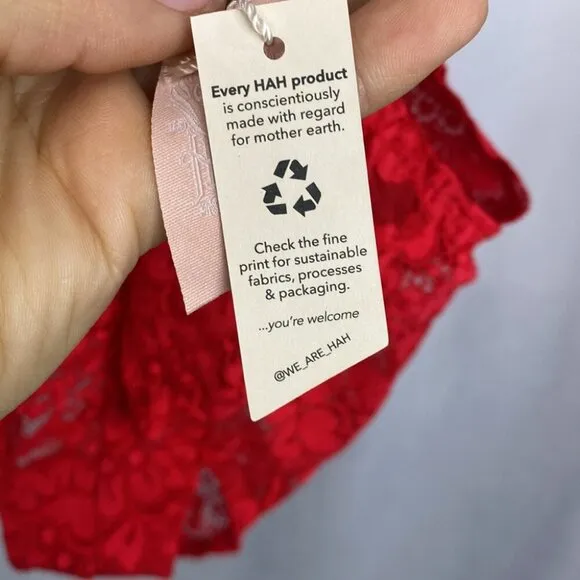 Every HAH product
is conscientiously
made with regard
for mother earth.
Check the fine
print for sustainable
fabrics, processes
& packaging.
...you're welcome
@WE_ARE_HAH